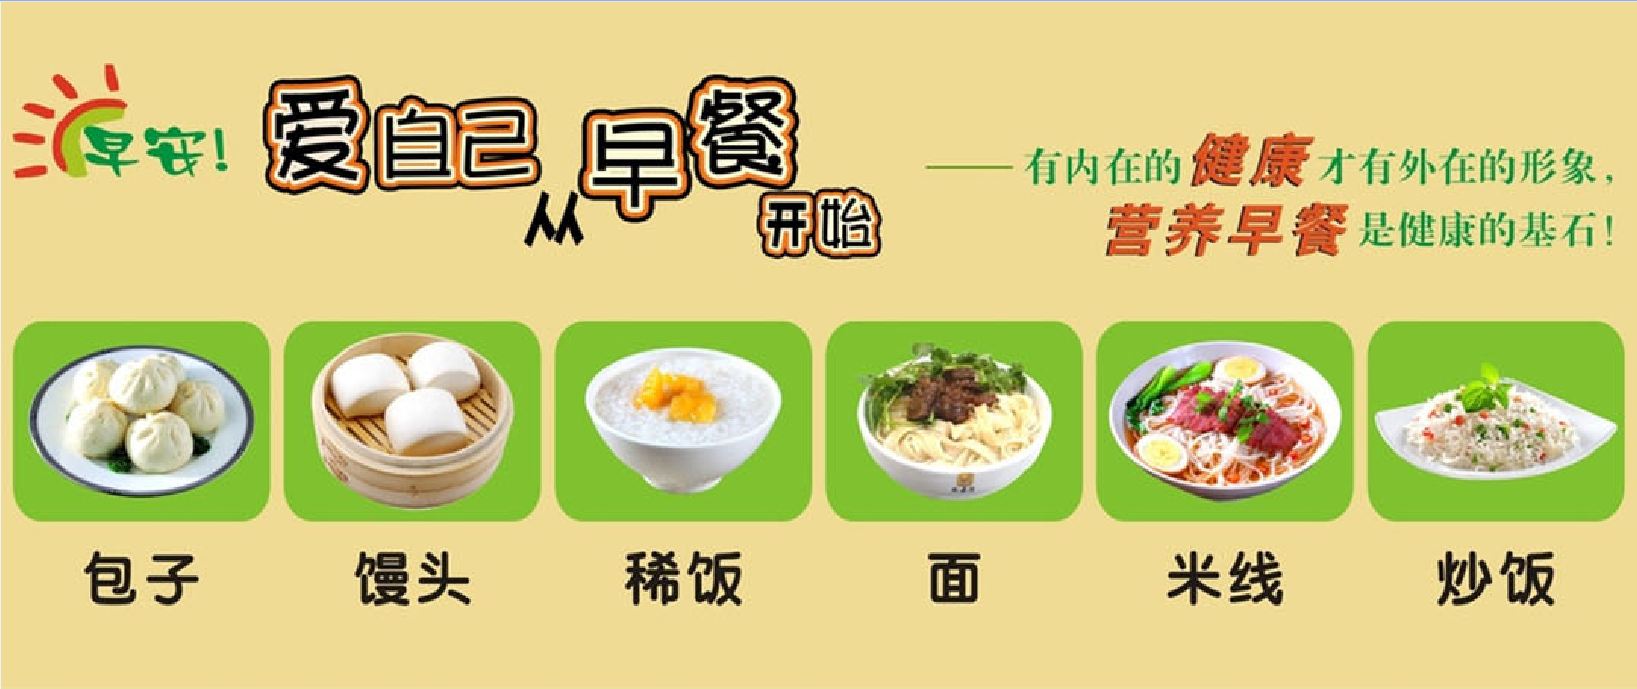 早安!
爱自己
从早餐
开始
——有内在的健康才有外在的形象,
营养早餐是健康的基石!
包子
馒头
稀饭
面
米线
炒饭